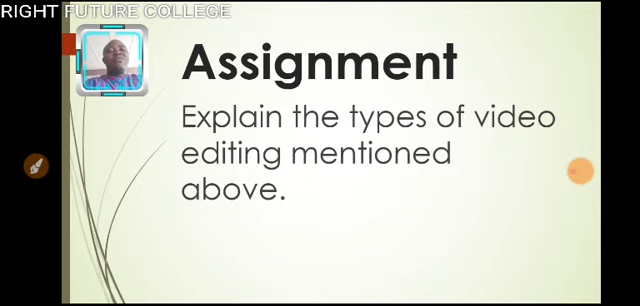 RIGHT FUTURE COLLEGE
Assignment
Explain the types of video
editing mentioned
above.